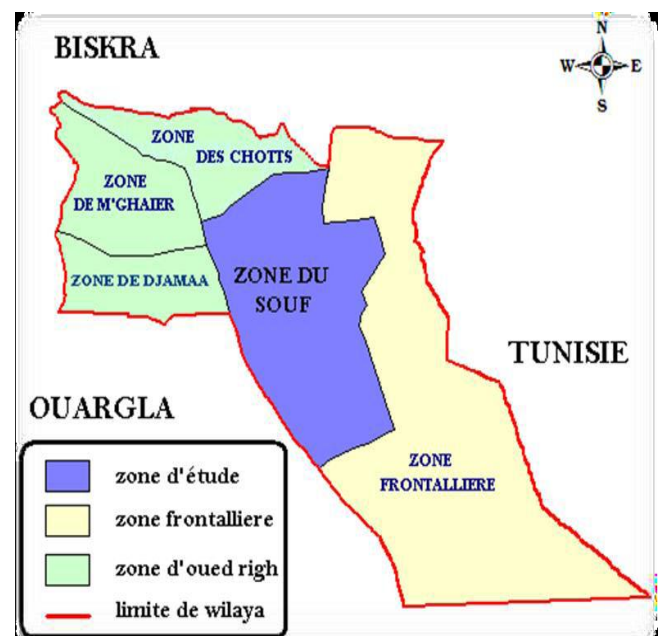 BISKRA
N
W E
S
ZONE
DES CHOTTS
ZONE
DE M'GHAIER
ZONE DE DJAMAA
ZONE DU
SOUF
TUNISIE
OUARGLA
ZONE
FRONTALLIERE
zone d'étude
zone frontalliere
zone d'oued righ
limite de wilaya